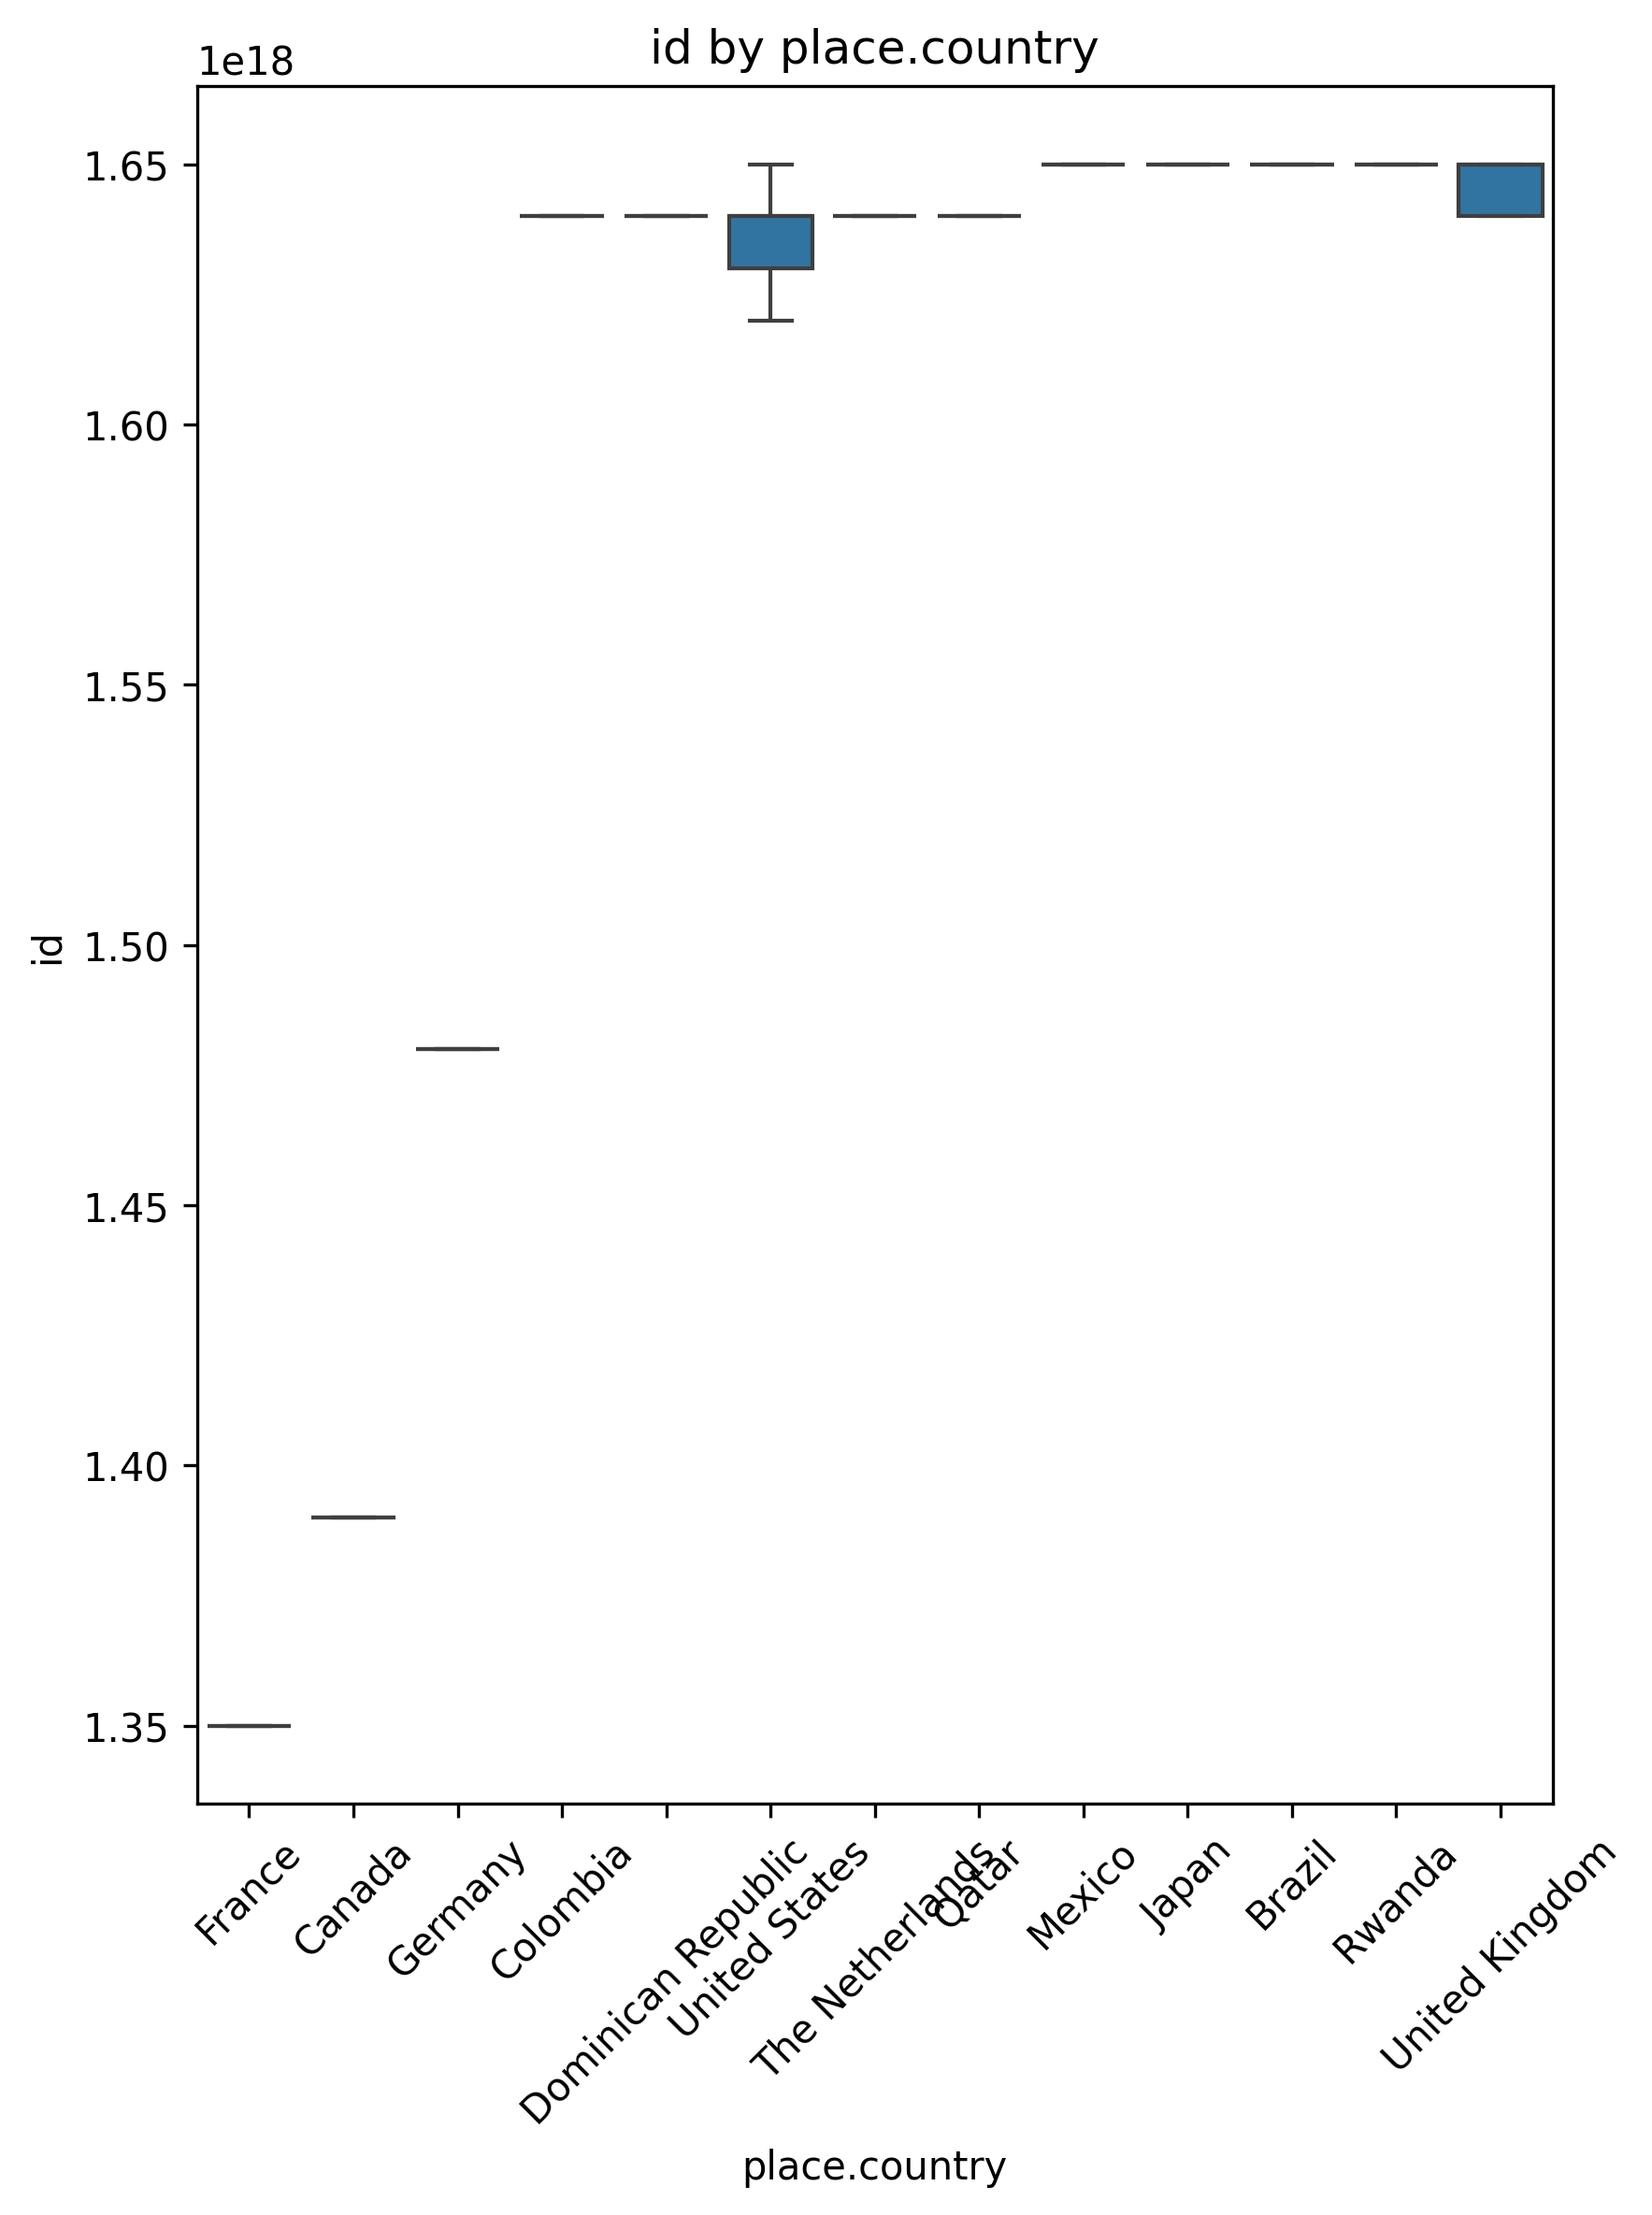 id by place.country
1e18
1.65
1.60
1.55
1.50
1.45
1.40
1.35
id
France
Canada
Germany
Colombia
Dominican Republic
United States
The Netherlands
Qatar
Mexico
Japan
Brazil
Rwanda
United Kingdom
place.country